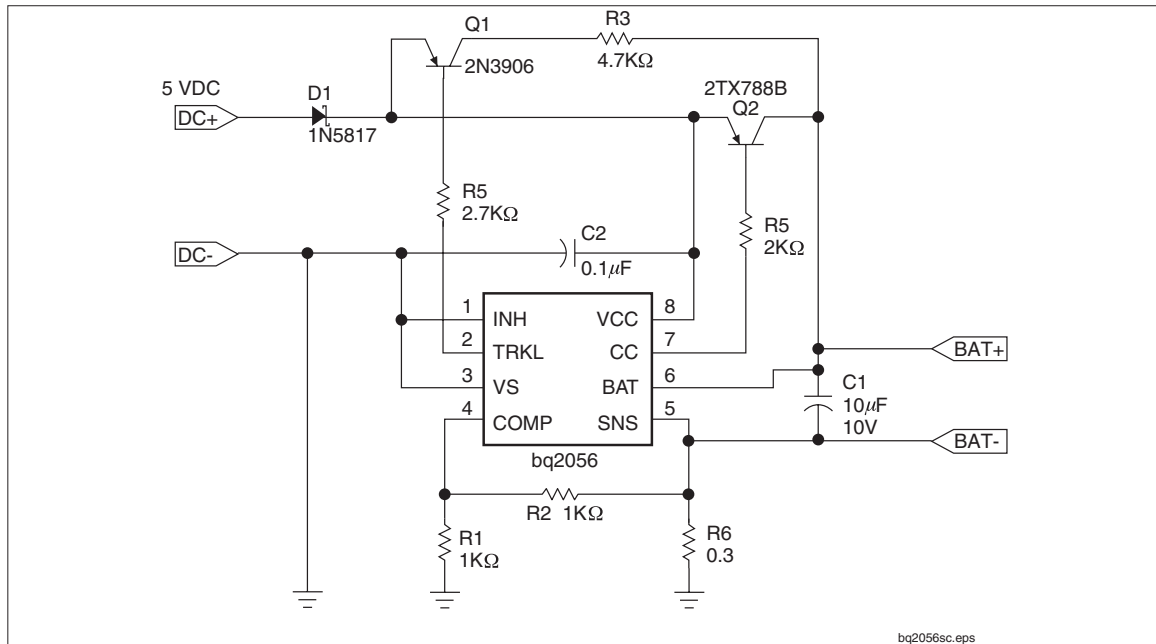 Q1
2N3906
R3
4.7KΩ
5 VDC
DC+
D1
1N5817
2TX788B
Q2
R5
2.7KΩ
R5
2KΩ
DC-
C2
0.1µF
1 INH VCC 8
2 TRKL CC 7
3 VS BAT 6
4 COMP SNS 5
bq2056
BAT+
C1
10µF
10V
BAT-
R2 1KΩ
R1
1KΩ
R6
0.3
bq2056sc.eps